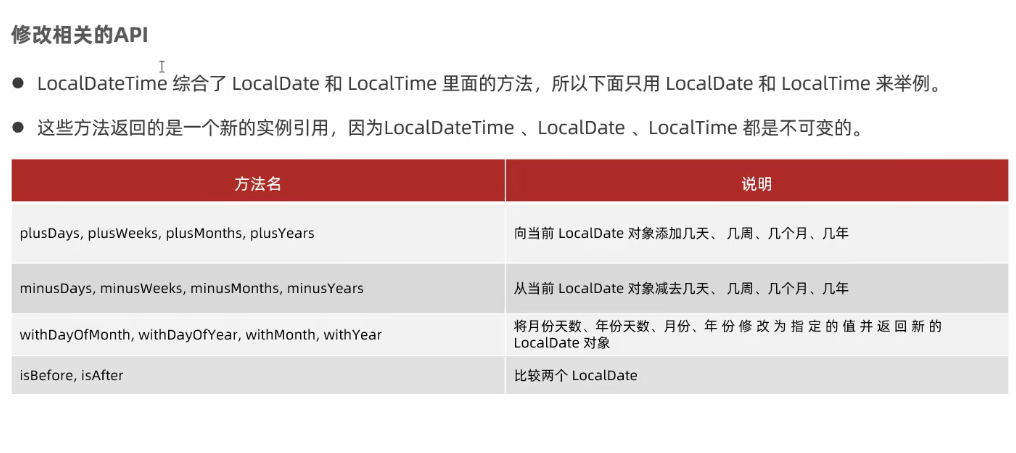 修改相关的API
● LocalDateTime 综合了 LocalDate 和 LocalTime 里面的方法，所以下面只用 LocalDate 和 LocalTime 来举例。
● 这些方法返回的是一个新的实例引用，因为LocalDateTime 、LocalDate 、LocalTime 都是不可变的。
方法名 说明
plusDays, plusWeeks, plusMonths, plusYears 向当前 LocalDate 对象添加几天、 几周、几个月、几年
minusDays, minusWeeks, minusMonths, minusYears 从当前 LocalDate 对象减去几天、 几周、几个月、几年
withDayOfMonth, withDayOfYear, withMonth, withYear 将月份天数、年份天数、月份、年 份 修 改 为 指 定 的 值 并 返 回 新 的
LocalDate 对象
isBefore, isAfter 比较两个 LocalDate